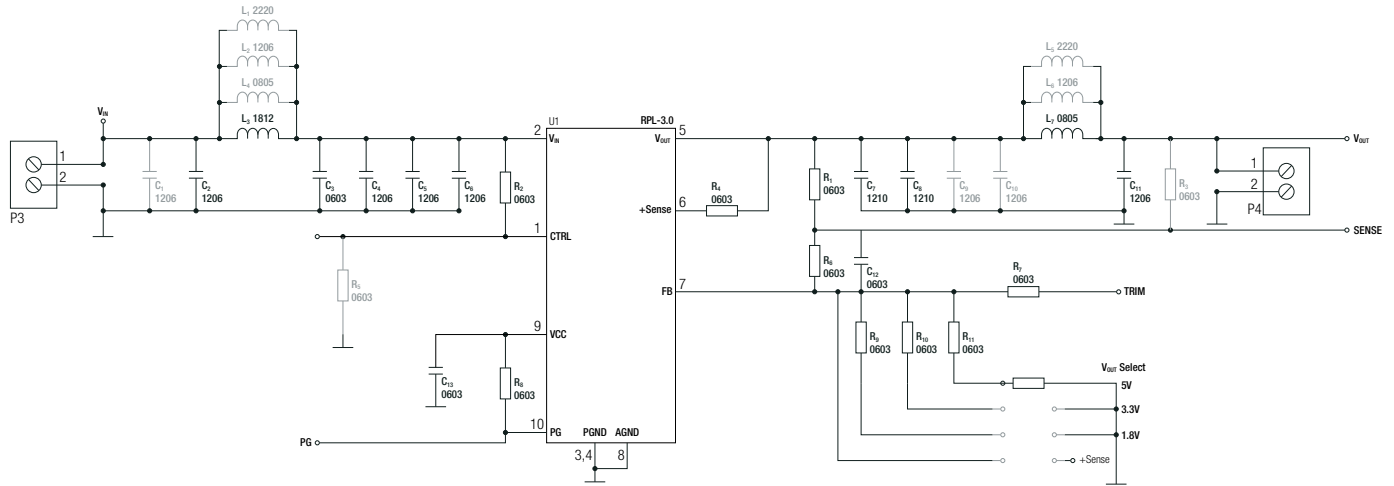 L₁ 2220
L₂ 1206
L₄ 0805
L₃ 1812
V_IN
1
2
P3
C₁
1206
C₂
1206
C₃
0603
C₄
1206
C₅
1206
C₆
1206
R₂
0603
R₅
0603
C₁₃
0603
R₈
0603
PG
U1
RPL-3.0
2
V_IN
1
CTRL
9
VCC
10
PG
V_OUT
5
+Sense
6
FB
7
PGND
AGND
3,4
8
R₄
0603
R₁
0603
R₆
0603
C₇
1210
C₈
1210
C₉
1206
C₁₀
1206
L₅ 2220
L₆ 1206
L₇ 0805
C₁₁
1206
R₃
0603
V_OUT
1
2
P4
SENSE
C₁₂
0603
R₇
0603
TRIM
R₉
0603
R₁₀
0603
R₁₁
0603
V_OUT Select
5V
3.3V
1.8V
+Sense